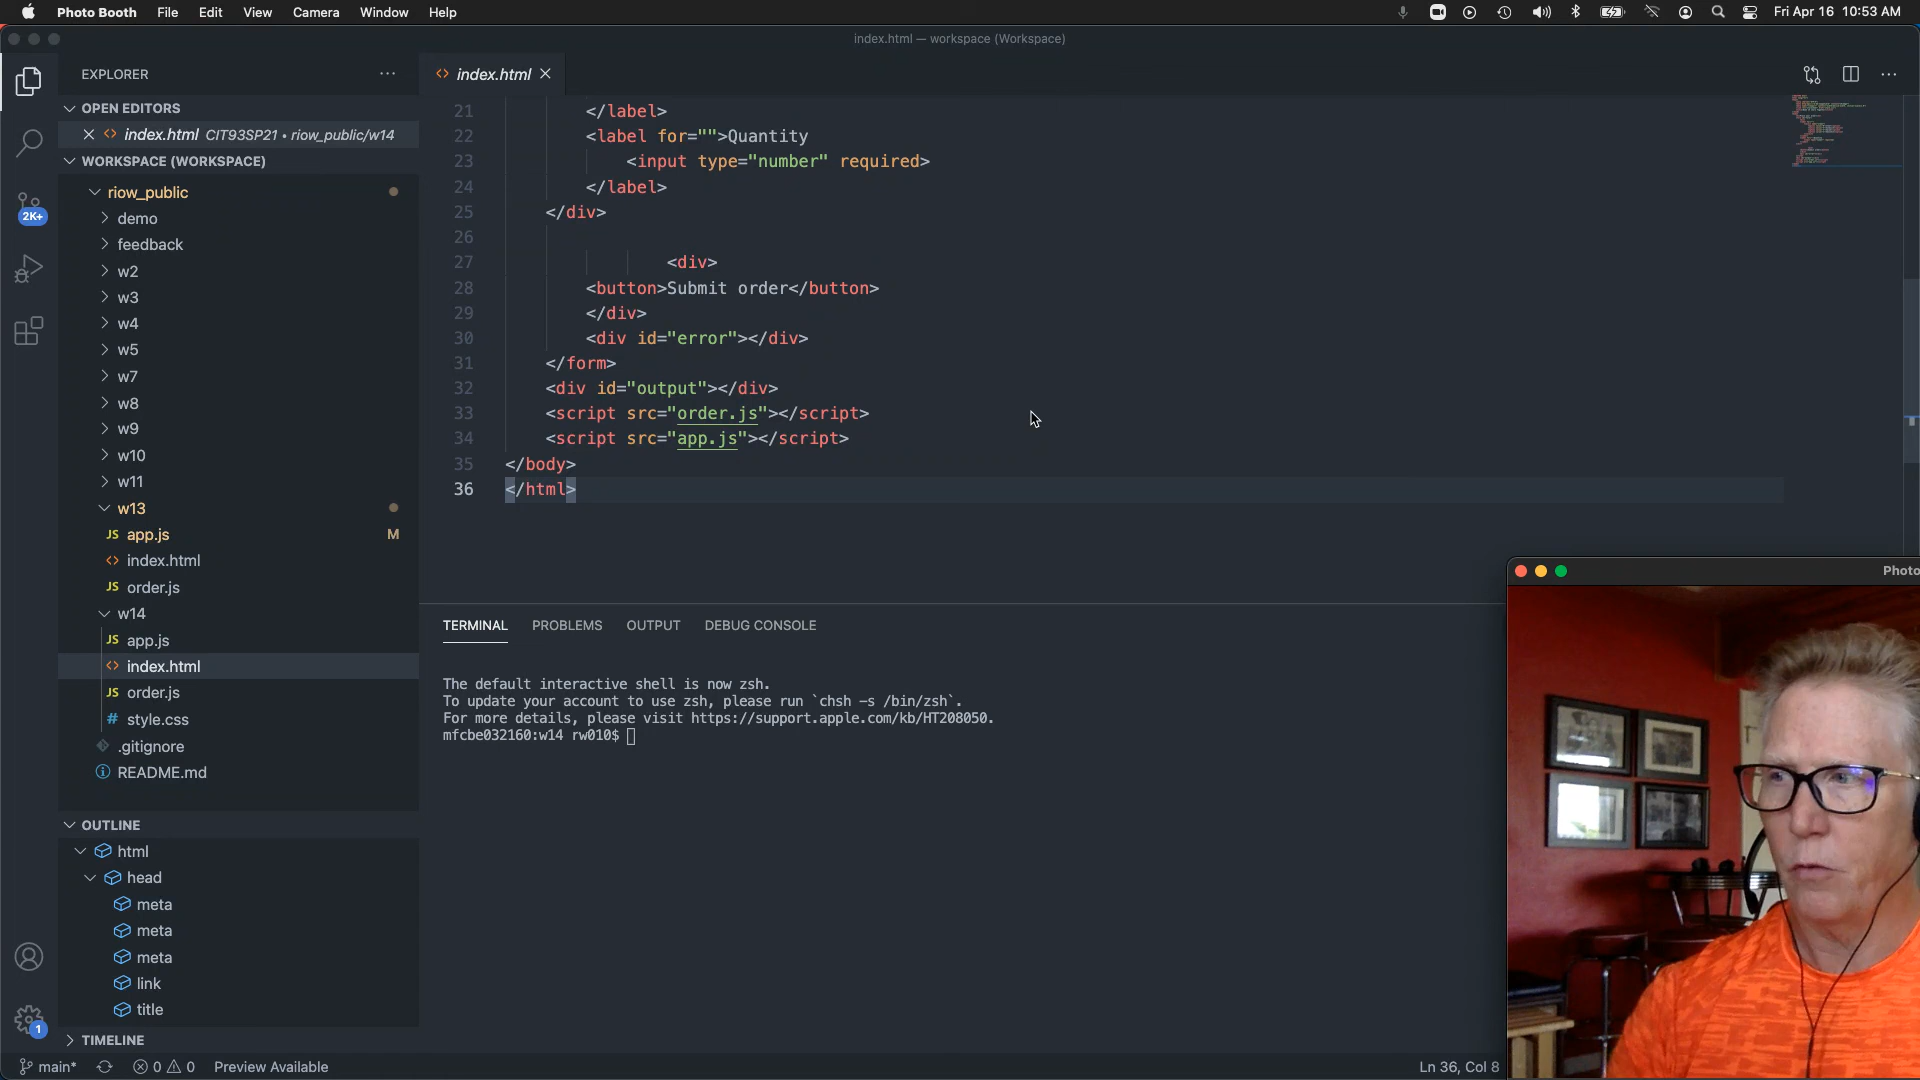 Photo Booth File Edit View Camera Window Help Fri Apr 16 10:53 AM
index.html — workspace (Workspace)
EXPLORER
OPEN EDITORS
index.html CIT93SP21 • riow_public/w14
WORKSPACE (WORKSPACE)
riow_public
demo
feedback
w2
w3
w4
w5
w7
w8
w9
w10
w11
w13
JS app.js M
<> index.html
JS order.js
w14
JS app.js
<> index.html
JS order.js
# style.css
.gitignore
README.md
OUTLINE
html
head
meta
meta
meta
link
title
TIMELINE
2K+
1
<> index.html
21 </label>
22 <label for="">Quantity
23 <input type="number" required>
24 </label>
25 </div>
26
27 <div>
28 <button>Submit order</button>
29 </div>
30 <div id="error"></div>
31 </form>
32 <div id="output"></div>
33 <script src="order.js"></script>
34 <script src="app.js"></script>
35 </body>
36 </html>
TERMINAL PROBLEMS OUTPUT DEBUG CONSOLE
The default interactive shell is now zsh.
To update your account to use zsh, please run `chsh -s /bin/zsh`.
For more details, please visit https://support.apple.com/kb/HT208050.
mfcbe032160:w14 rw010$
Photo
main* 0 0 Preview Available Ln 36, Col 8